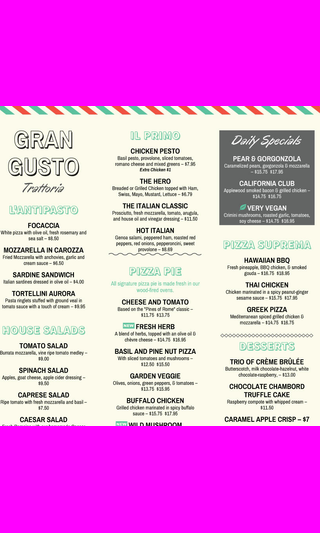 GRAN
GUSTO
Trattoria
L'ANTIPASTO
FOCACCIA
White pizza with olive oil, fresh rosemary and
sea salt – $6.50
MOZZARELLA IN CAROZZA
Fried Mozzarella with anchovies, garlic and
cream sauce – $6.50
SARDINE SANDWICH
Italian sardines dressed in olive oil – $4.00
TORTELLINI AURORA
Pasta ringlets stuffed with ground veal in
tomato sauce with a touch of cream – $9.95
HOUSE SALADS
TOMATO SALAD
Burrata mozzarella, vine ripe tomato medley –
$8.00
SPINACH SALAD
Apples, goat cheese, apple cider dressing –
$9.50
CAPRESE SALAD
Ripe tomato with fresh mozzarella and basil –
$7.50
CAESAR SALAD
IL PRIMO
CHICKEN PESTO
Basil pesto, provolone, sliced tomatoes,
romano cheese and mixed greens – $7.95
Extra Chicken $1
THE HERO
Breaded or Grilled Chicken topped with Ham,
Swiss, Mayo, Mustard, Lettuce – $6.79
THE ITALIAN CLASSIC
Prosciutto, fresh mozzarella, tomato, arugula,
and house oil and vinegar dressing – $11.50
HOT ITALIAN
Genoa salami, peppered ham, roasted red
peppers, red onions, pepperoncini, sweet
provolone – $6.69
PIZZA PIE
All signature pizza pie is made fresh in our
wood-fired ovens.
CHEESE AND TOMATO
Based on the "Pines of Rome" classic –
$11.75 $13.75
NEW FRESH HERB
A blend of herbs, topped with an olive oil &
chèvre cheese – $14.75 $16.95
BASIL AND PINE NUT PIZZA
With sliced tomatoes and mushrooms –
$12.50 $15.50
GARDEN VEGGIE
Olives, onions, green peppers, & tomatoes –
$13.75 $15.95
BUFFALO CHICKEN
Grilled chicken marinated in spicy buffalo
sauce – $15.75 $17.95
NEW WILD MUSHROOM
Daily Specials
PEAR & GORGONZOLA
Caramelized pears, gorgonzola & mozzarella
– $15.75 $17.95
CALIFORNIA CLUB
Applewood smoked bacon & grilled chicken –
$14.75 $16.95
VERY VEGAN
Crimini mushrooms, roasted garlic, tomatoes,
soy cheese – $14.75 $16.95
PIZZA SUPREMA
HAWAIIAN BBQ
Fresh pineapple, BBQ chicken, & smoked
gouda – $16.75 $18.95
THAI CHICKEN
Chicken marinated in a spicy peanut-ginger
sesame sauce – $15.75 $17.95
GREEK PIZZA
Mediterranean spiced grilled chicken &
mozzarella – $14.75 $16.75
DESSERTS
TRIO OF CRÈME BRÛLÉE
Butterscotch, milk chocolate-hazelnut, white
chocolate-raspberry, – $13.00
CHOCOLATE CHAMBORD
TRUFFLE CAKE
Raspberry compote with whipped cream –
$11.50
CARAMEL APPLE CRISP – $7